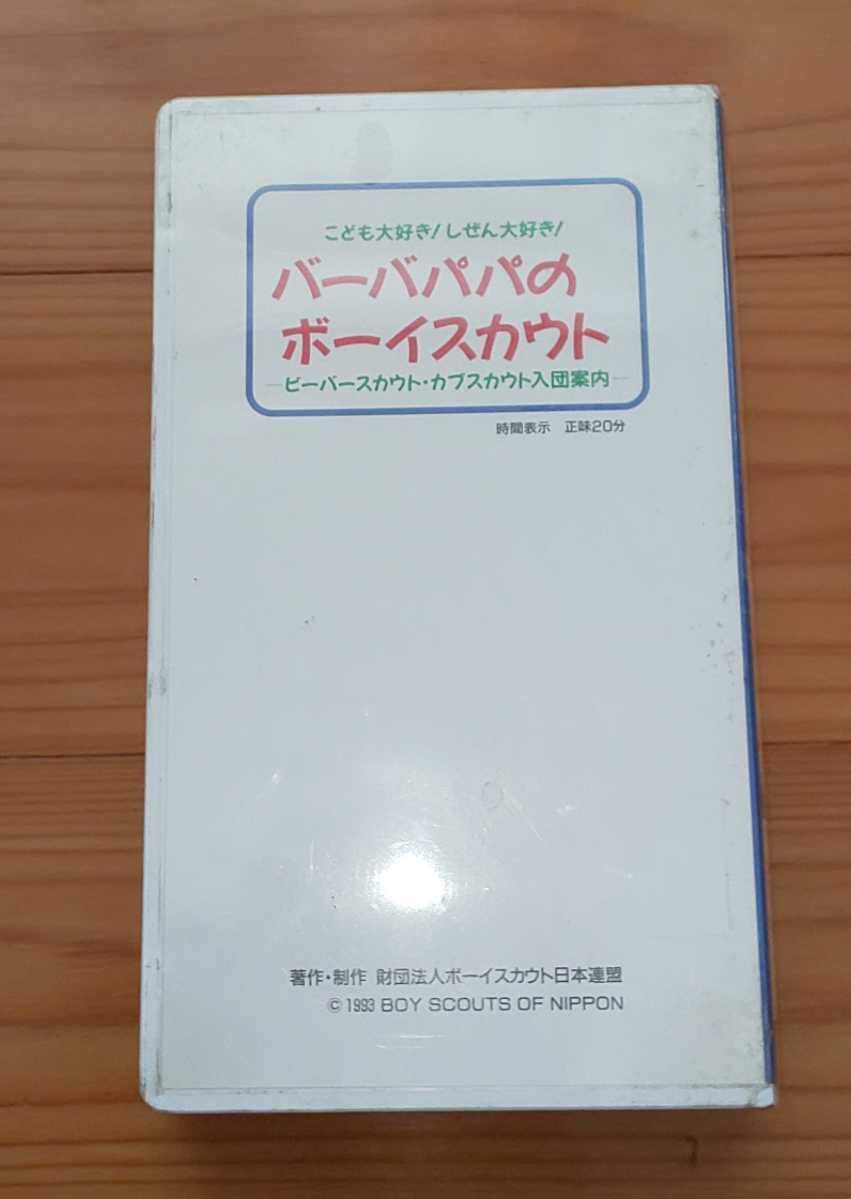 こども大好き!しぜん大好き!
バーバパパの
ボーイスカウト
−ビーバースカウト・カブスカウト入団案内−
時間表示 正味20分
著作・制作 財団法人ボーイスカウト日本連盟
©1993 BOY SCOUTS OF NIPPON